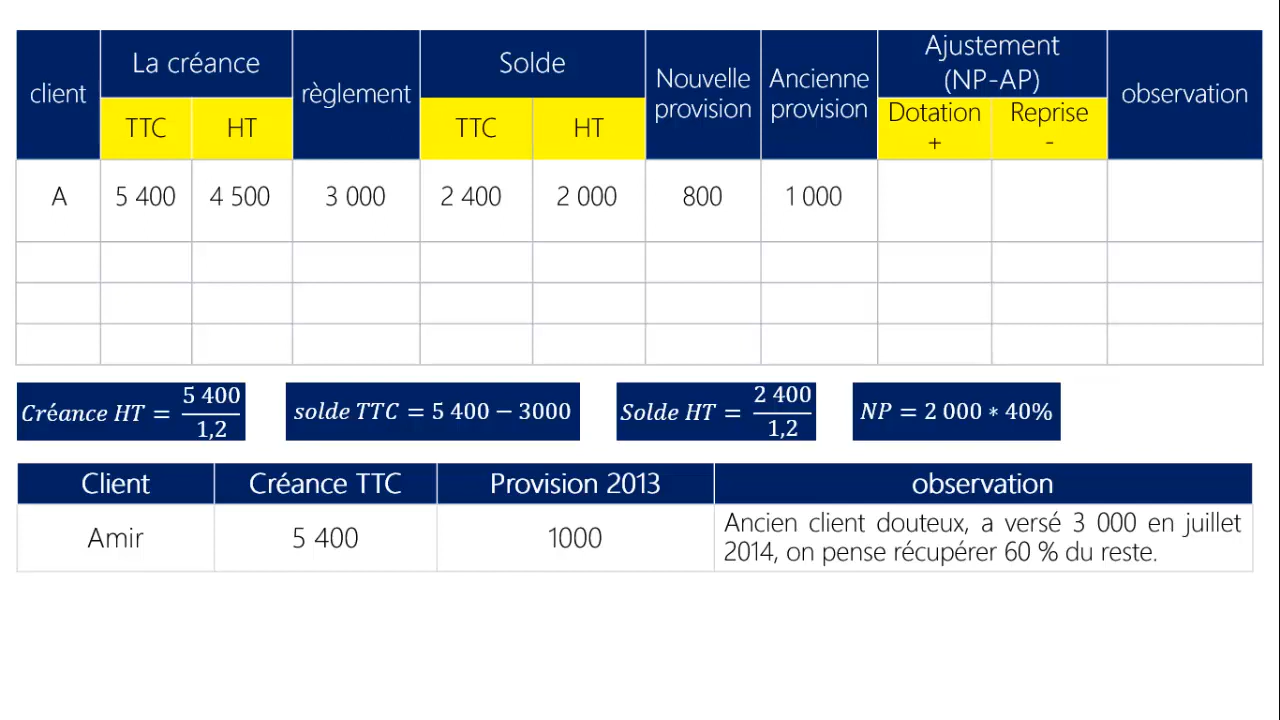 client La créance règlement Solde Nouvelle provision Ancienne provision Ajustement (NP-AP) observation
TTC HT TTC HT Dotation + Reprise -
A 5 400 4 500 3 000 2 400 2 000 800 1 000
Créance HT = 5 400 / 1,2
solde TTC = 5 400 − 3000
Solde HT = 2 400 / 1,2
NP = 2 000 ∗ 40%
Client Créance TTC Provision 2013 observation
Amir 5 400 1000 Ancien client douteux, a versé 3 000 en juillet
2014, on pense récupérer 60 % du reste.